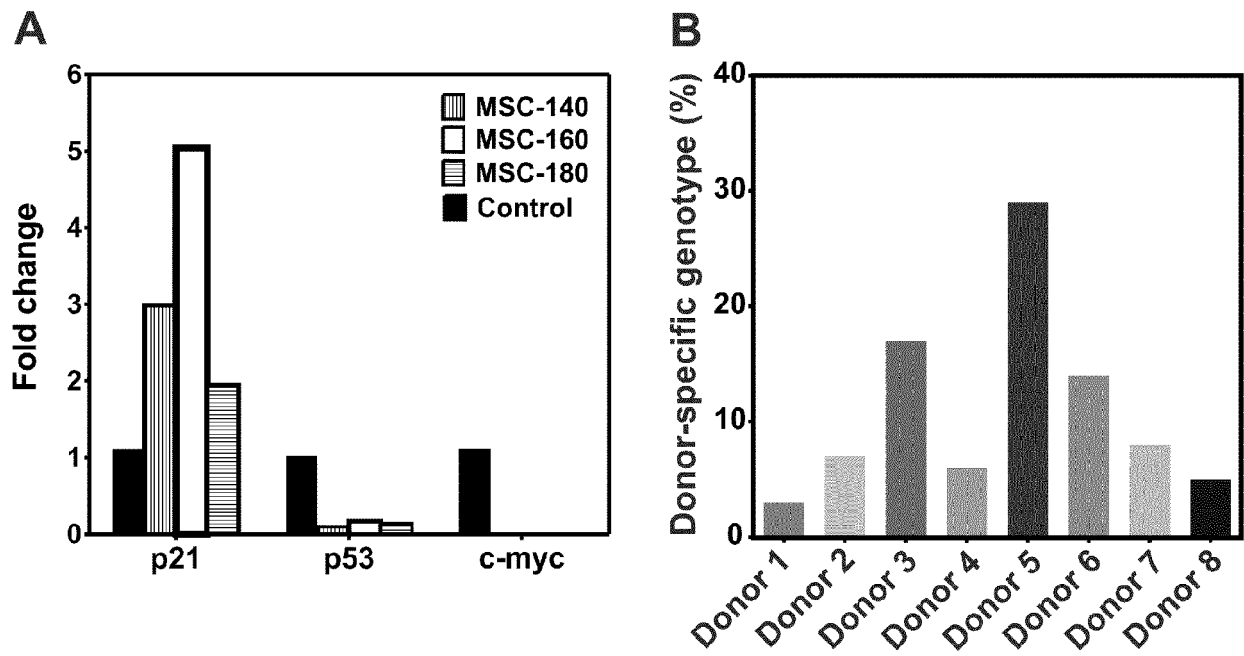 A
Fold change
6
5
4
3
2
1
0
MSC-140
MSC-160
MSC-180
Control
p21 p53 c-myc
B
Donor-specific genotype (%)
40
30
20
10
0
Donor 1
Donor 2
Donor 3
Donor 4
Donor 5
Donor 6
Donor 7
Donor 8